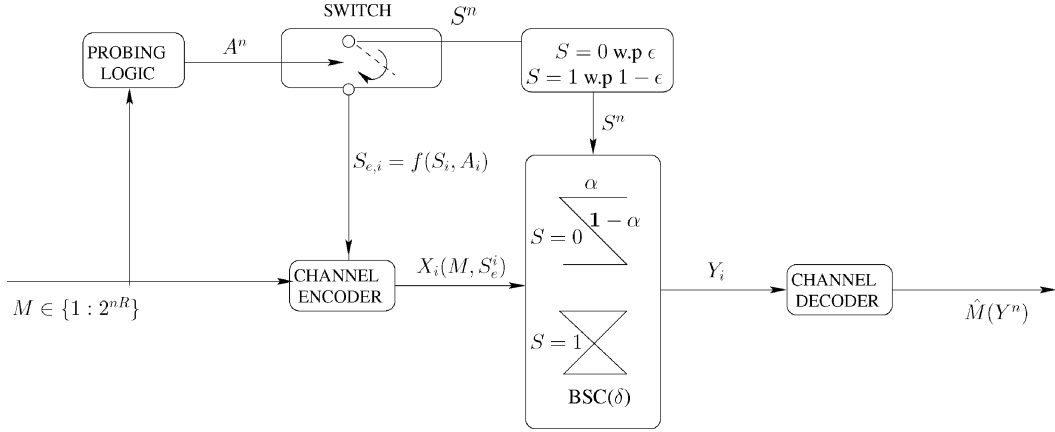 SWITCH
S^n
PROBING
LOGIC
A^n
S = 0 w.p ϵ
S = 1 w.p 1 − ϵ
S^n
S_{e,i} = f(S_i, A_i)
α
1 − α
S = 0
CHANNEL
ENCODER
X_i(M, S_e^i)
Y_i
CHANNEL
DECODER
M ∈ {1 : 2^{nR}}
M̂(Y^n)
S = 1
BSC(δ)